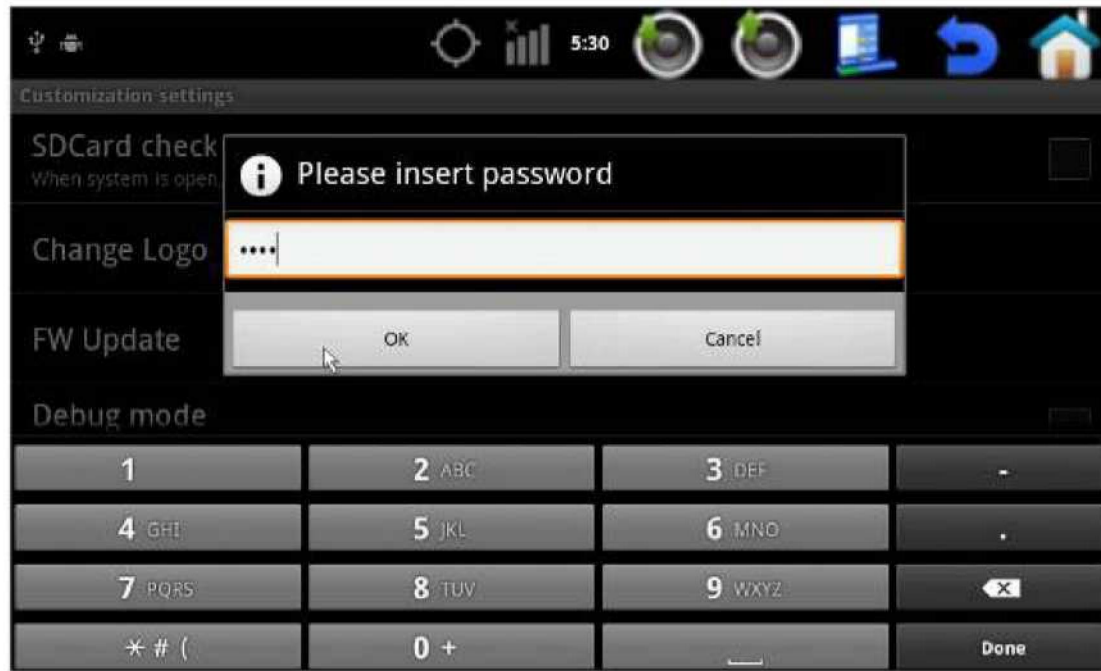 5:30
Customization settings
SDCard check
When system is open,
Please insert password
Change Logo
••••
FW Update
OK
Cancel
Debug mode
1
2 ABC
3 DEF
-
4 GHI
5 JKL
6 MNO
.
7 PQRS
8 TUV
9 WXYZ
* # (
0 +
Done